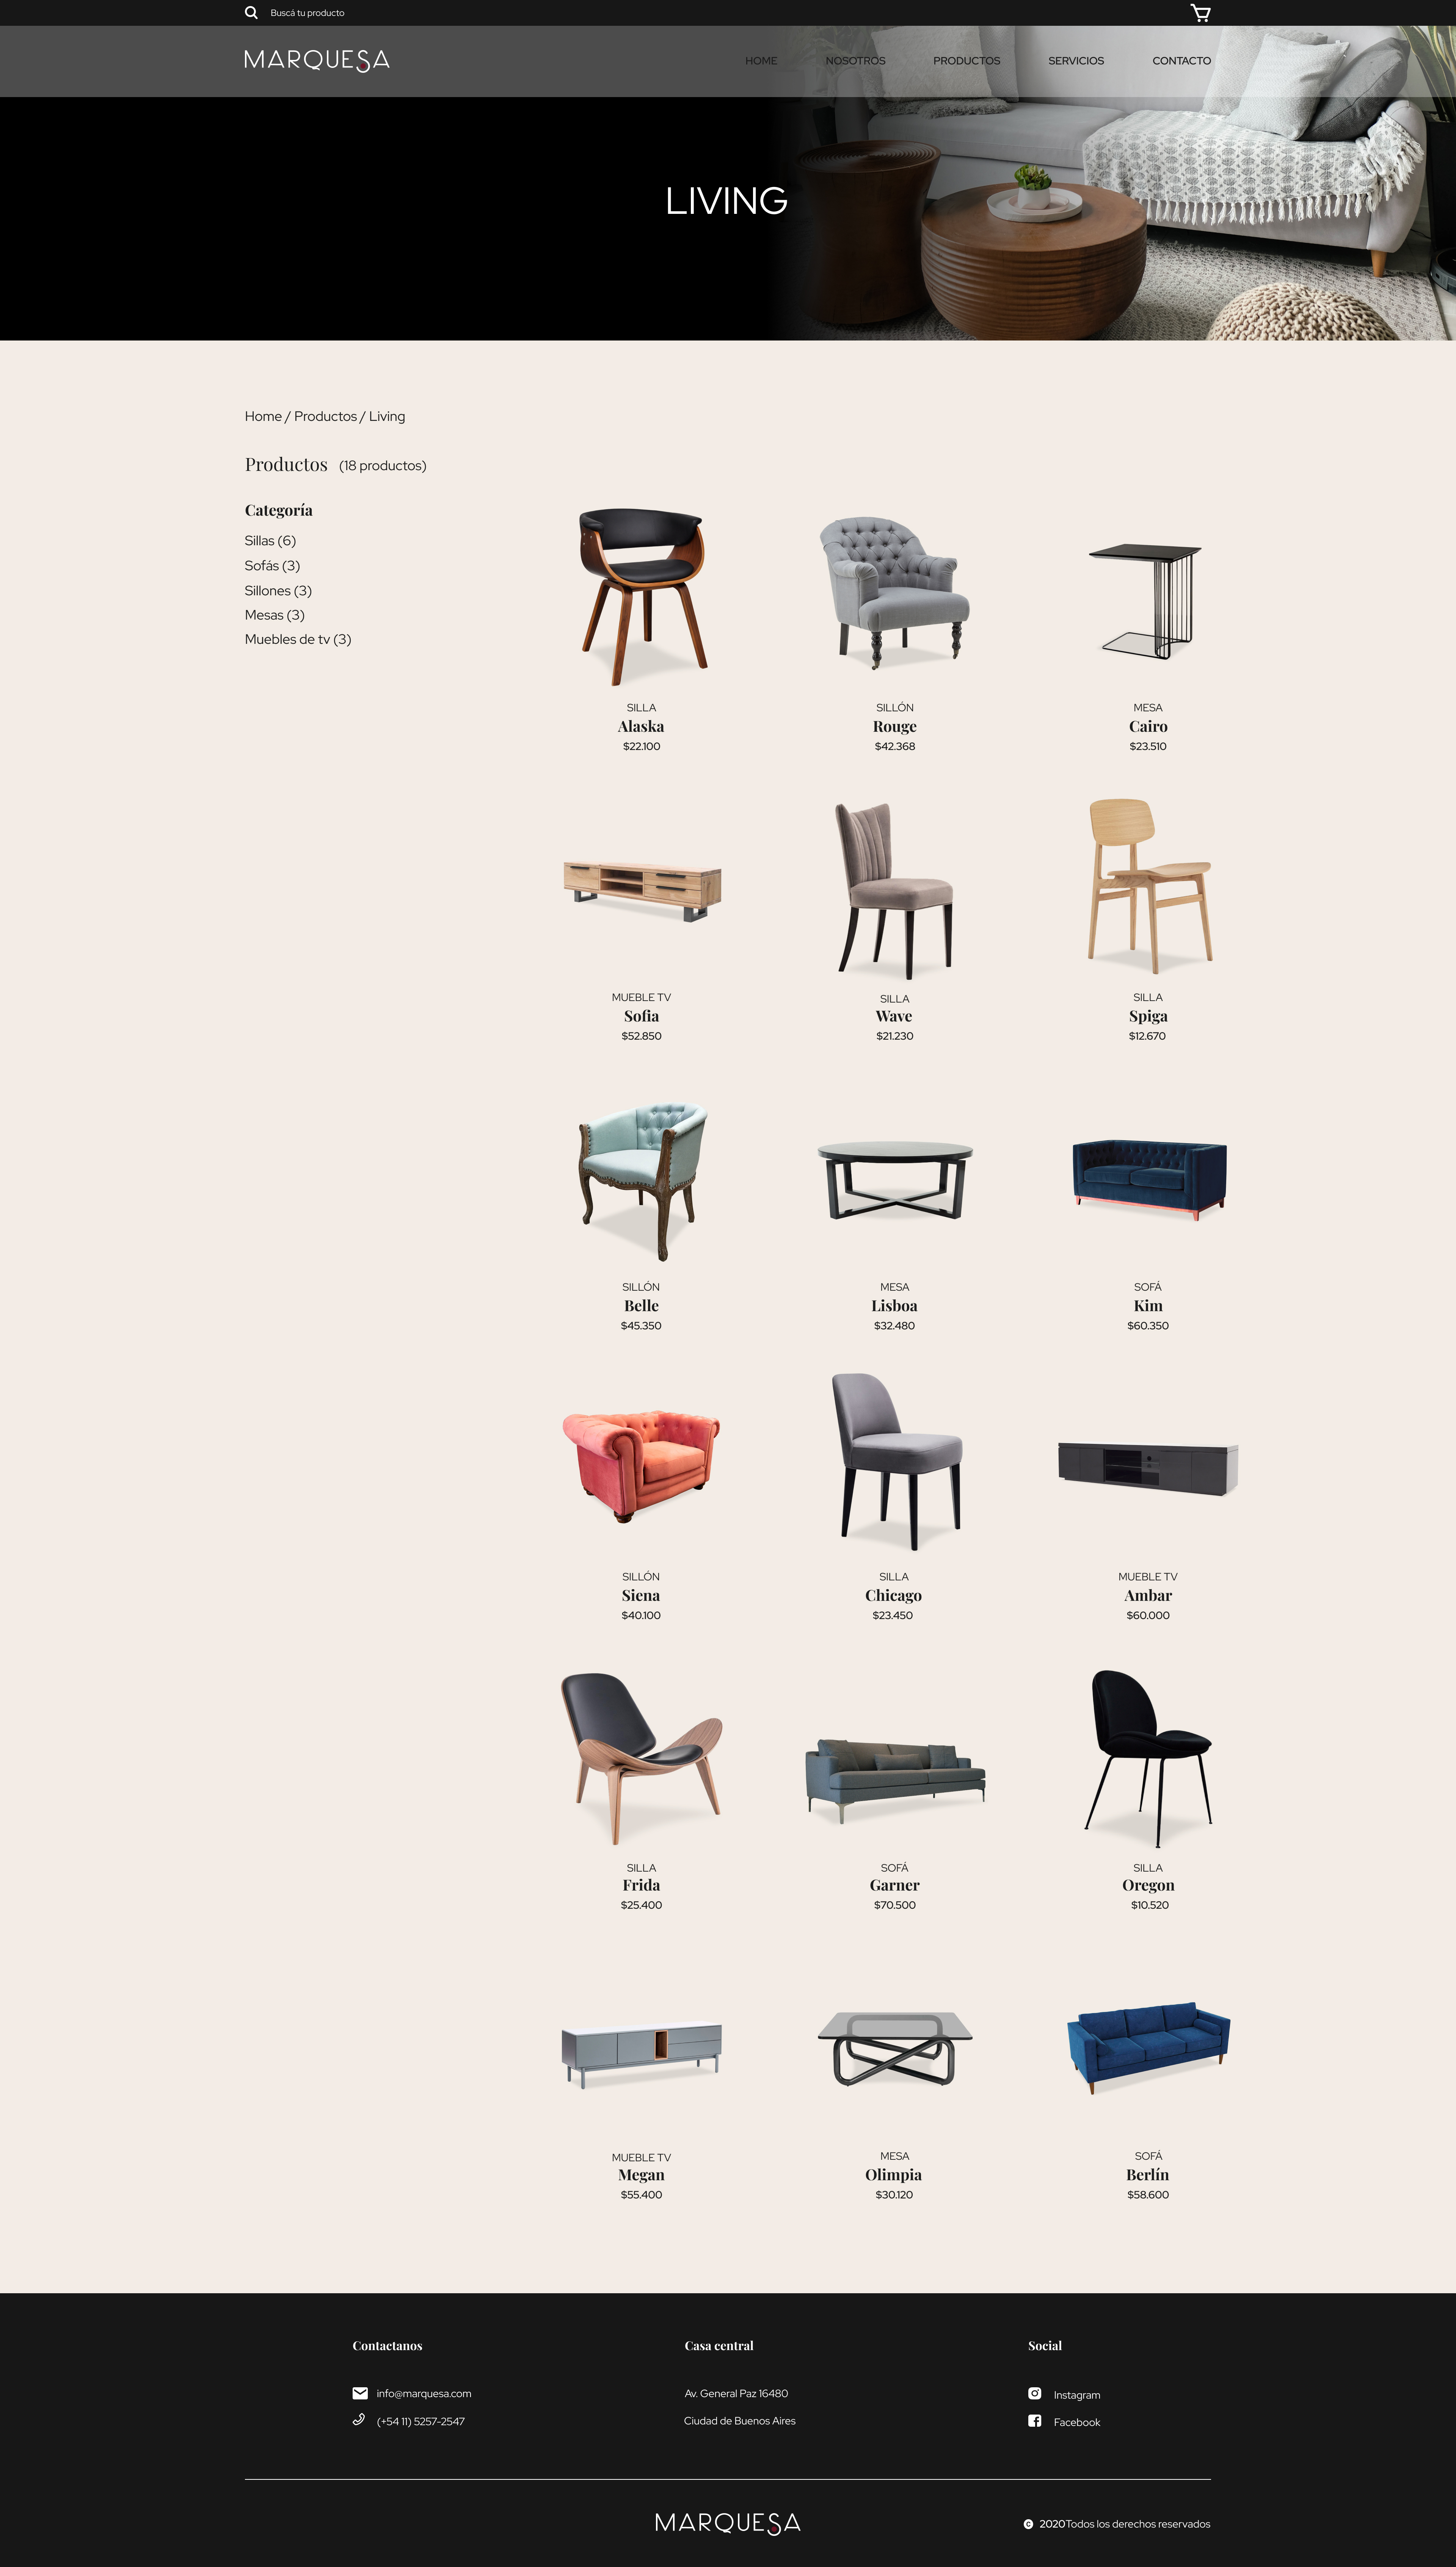 Buscá tu producto
MARQUESA
HOME NOSOTROS PRODUCTOS SERVICIOS CONTACTO
LIVING
Home / Productos / Living
Productos (18 productos)
Categoría
Sillas (6)
Sofás (3)
Sillones (3)
Mesas (3)
Muebles de tv (3)
SILLA
Alaska
$22.100
SILLÓN
Rouge
$42.368
MESA
Cairo
$23.510
MUEBLE TV
Sofia
$52.850
SILLA
Wave
$21.230
SILLA
Spiga
$12.670
SILLÓN
Belle
$45.350
MESA
Lisboa
$32.480
SOFÁ
Kim
$60.350
SILLÓN
Siena
$40.100
SILLA
Chicago
$23.450
MUEBLE TV
Ambar
$60.000
SILLA
Frida
$25.400
SOFÁ
Garner
$70.500
SILLA
Oregon
$10.520
MUEBLE TV
Megan
$55.400
MESA
Olimpia
$30.120
SOFÁ
Berlín
$58.600
Contactanos
info@marquesa.com
(+54 11) 5257-2547
Casa central
Av. General Paz 16480
Ciudad de Buenos Aires
Social
Instagram
Facebook
MARQUESA
© 2020Todos los derechos reservados